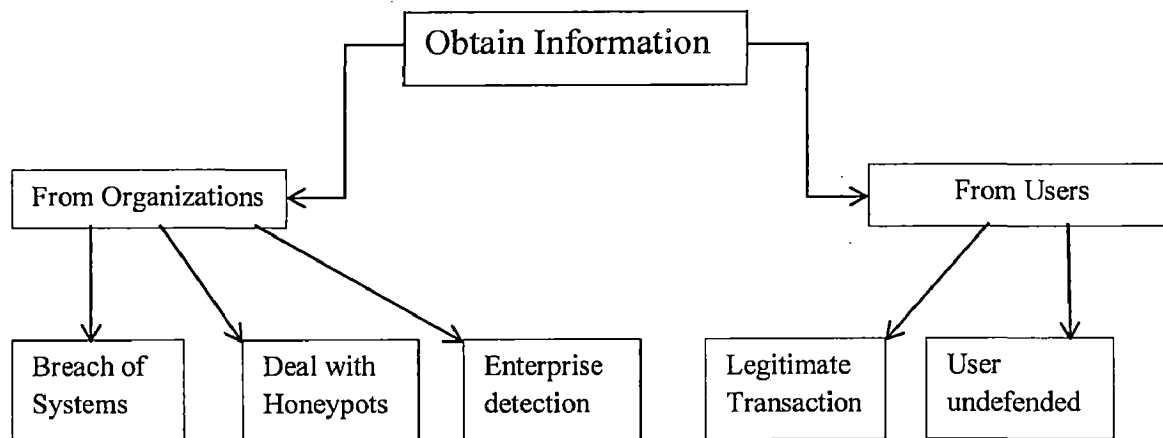 Obtain Information
From Organizations
From Users
Breach of
Systems
Deal with
Honeypots
Enterprise
detection
Legitimate
Transaction
User
undefended